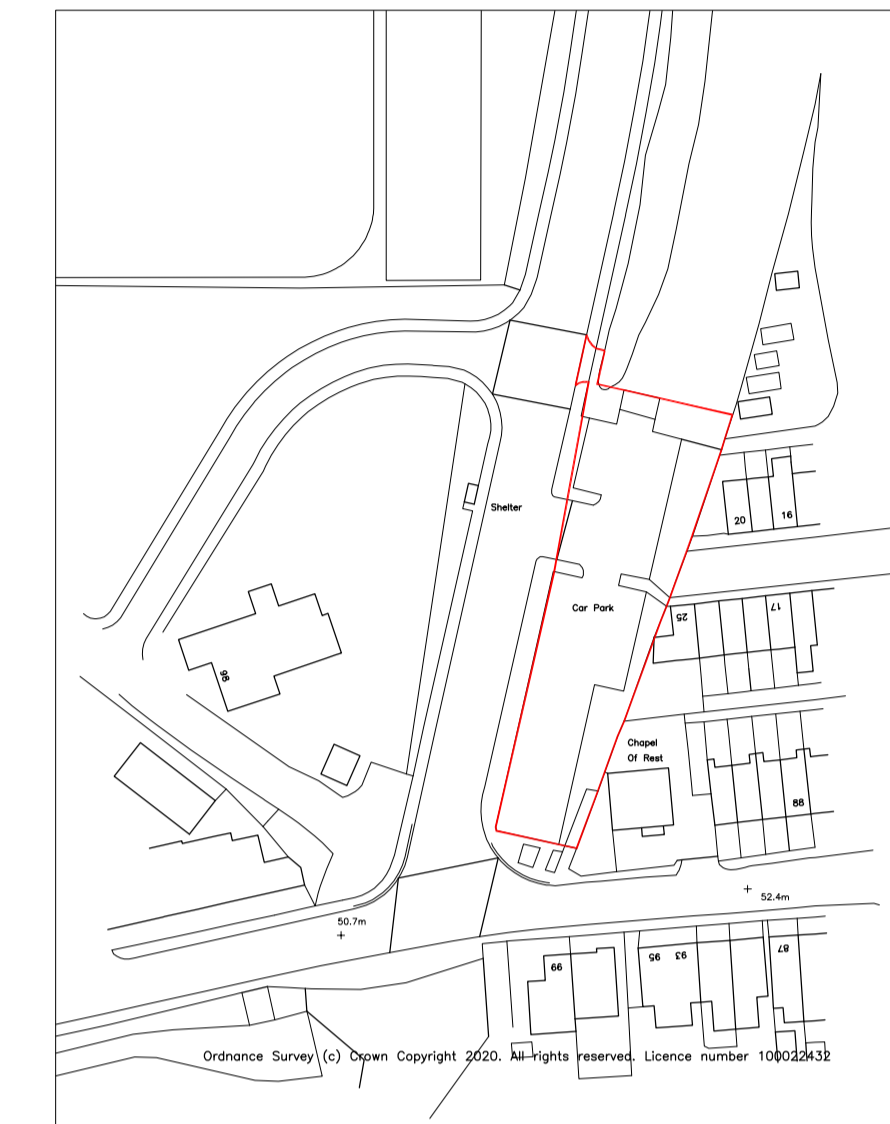 Shelter
20
16
Car Park
25
17
98
Chapel
Of Rest
88
52.4m
50.7m
99
95
93
87
Ordnance Survey (c) Crown Copyright 2020. All rights reserved. Licence number 100022432